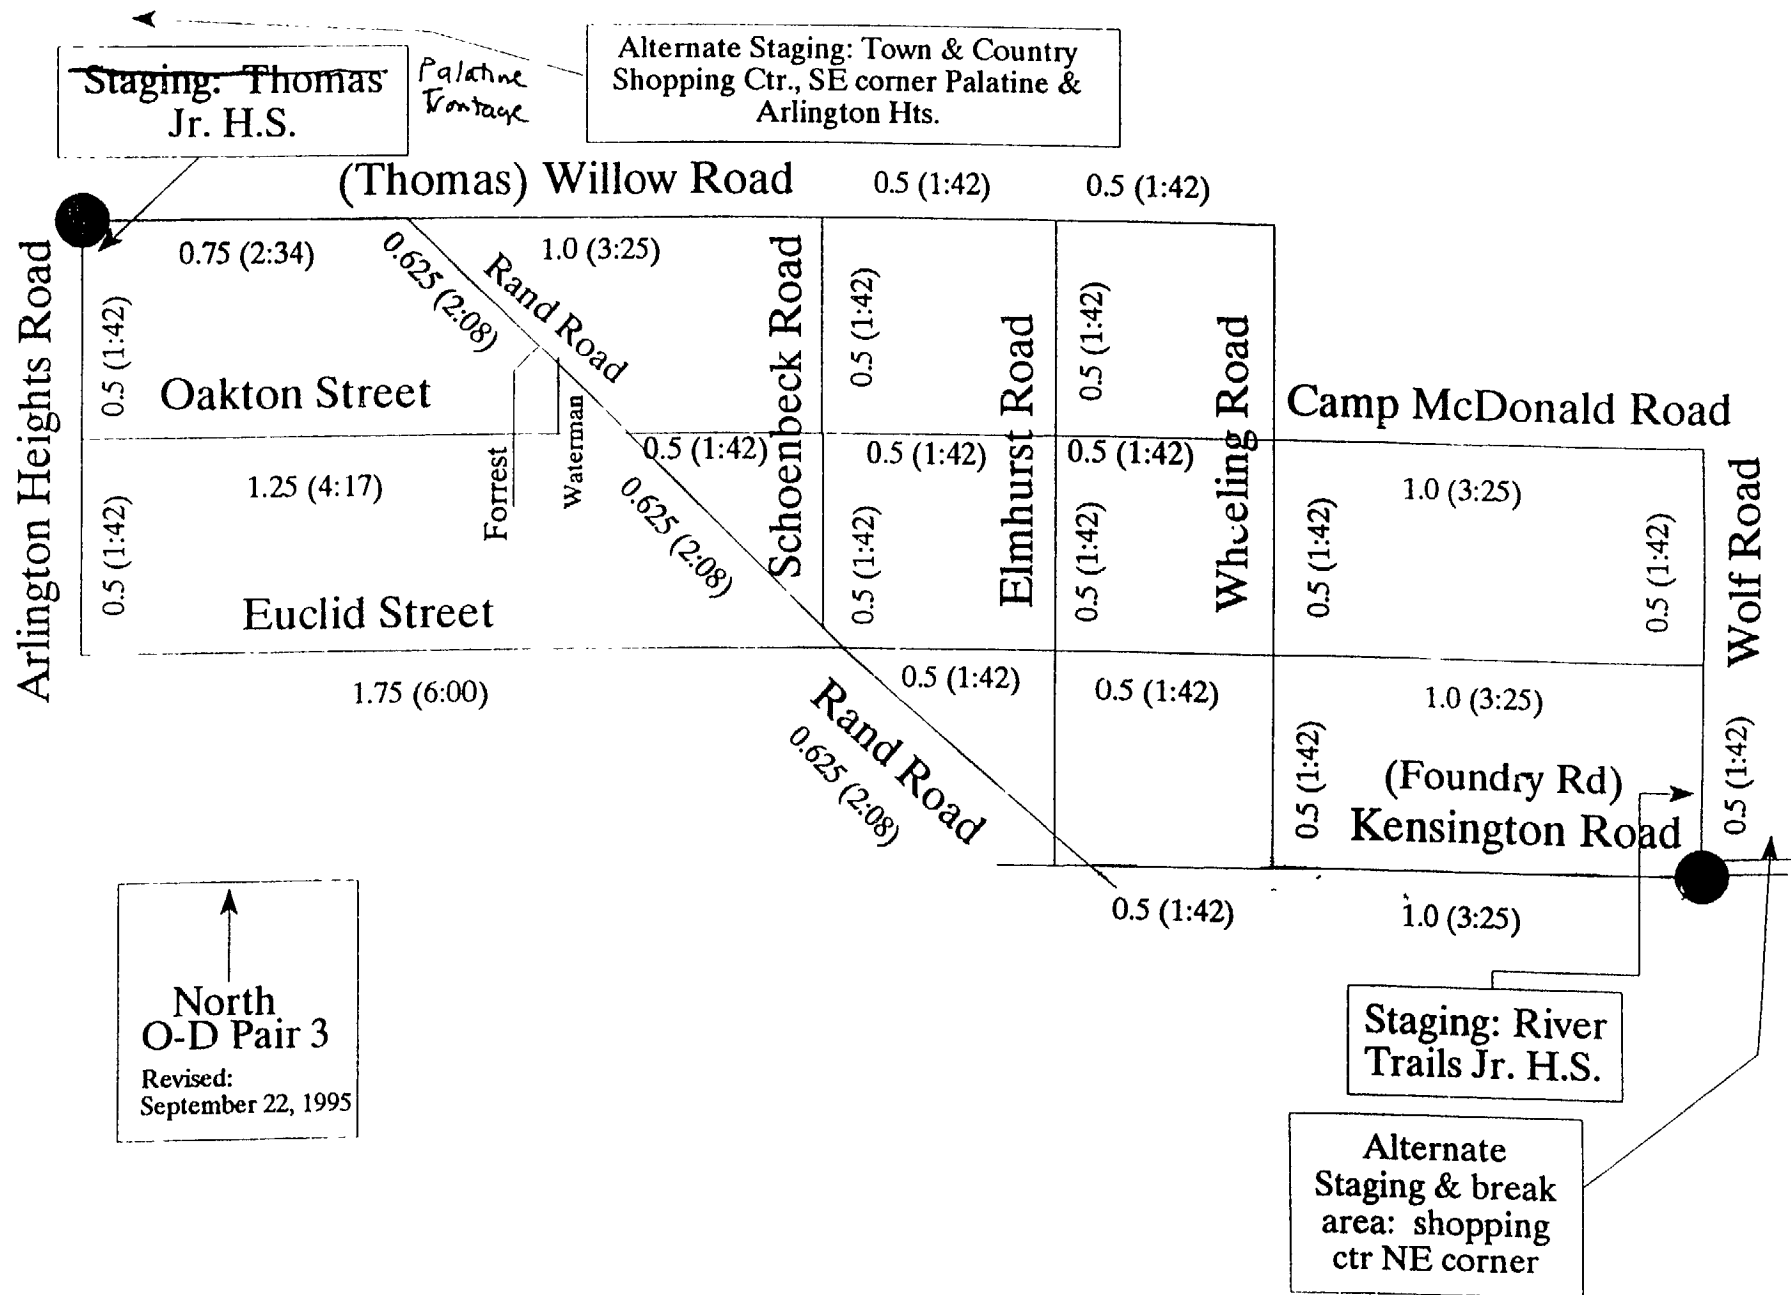 Staging: Thomas
Jr. H.S.
Palatine
Frontage
Alternate Staging: Town & Country
Shopping Ctr., SE corner Palatine &
Arlington Hts.
(Thomas) Willow Road
0.5 (1:42)
0.5 (1:42)
0.75 (2:34)
0.625 (2:08)
Rand Road
1.0 (3:25)
Arlington Heights Road
0.5 (1:42)
Oakton Street
Schoenbeck Road
0.5 (1:42)
Elmhurst Road
0.5 (1:42)
Wheeling Road
Camp McDonald Road
0.5 (1:42)
1.25 (4:17)
Forrest
Waterman
0.5 (1:42)
0.5 (1:42)
0.5 (1:42)
1.0 (3:25)
0.625 (2:08)
0.5 (1:42)
0.5 (1:42)
0.5 (1:42)
0.5 (1:42)
Wolf Road
Euclid Street
1.75 (6:00)
0.5 (1:42)
0.5 (1:42)
1.0 (3:25)
Rand Road
0.625 (2:08)
0.5 (1:42)
(Foundry Rd)
Kensington Road
0.5 (1:42)
0.5 (1:42)
1.0 (3:25)
North
O-D Pair 3
Revised:
September 22, 1995
Staging: River
Trails Jr. H.S.
Alternate
Staging & break
area: shopping
ctr NE corner